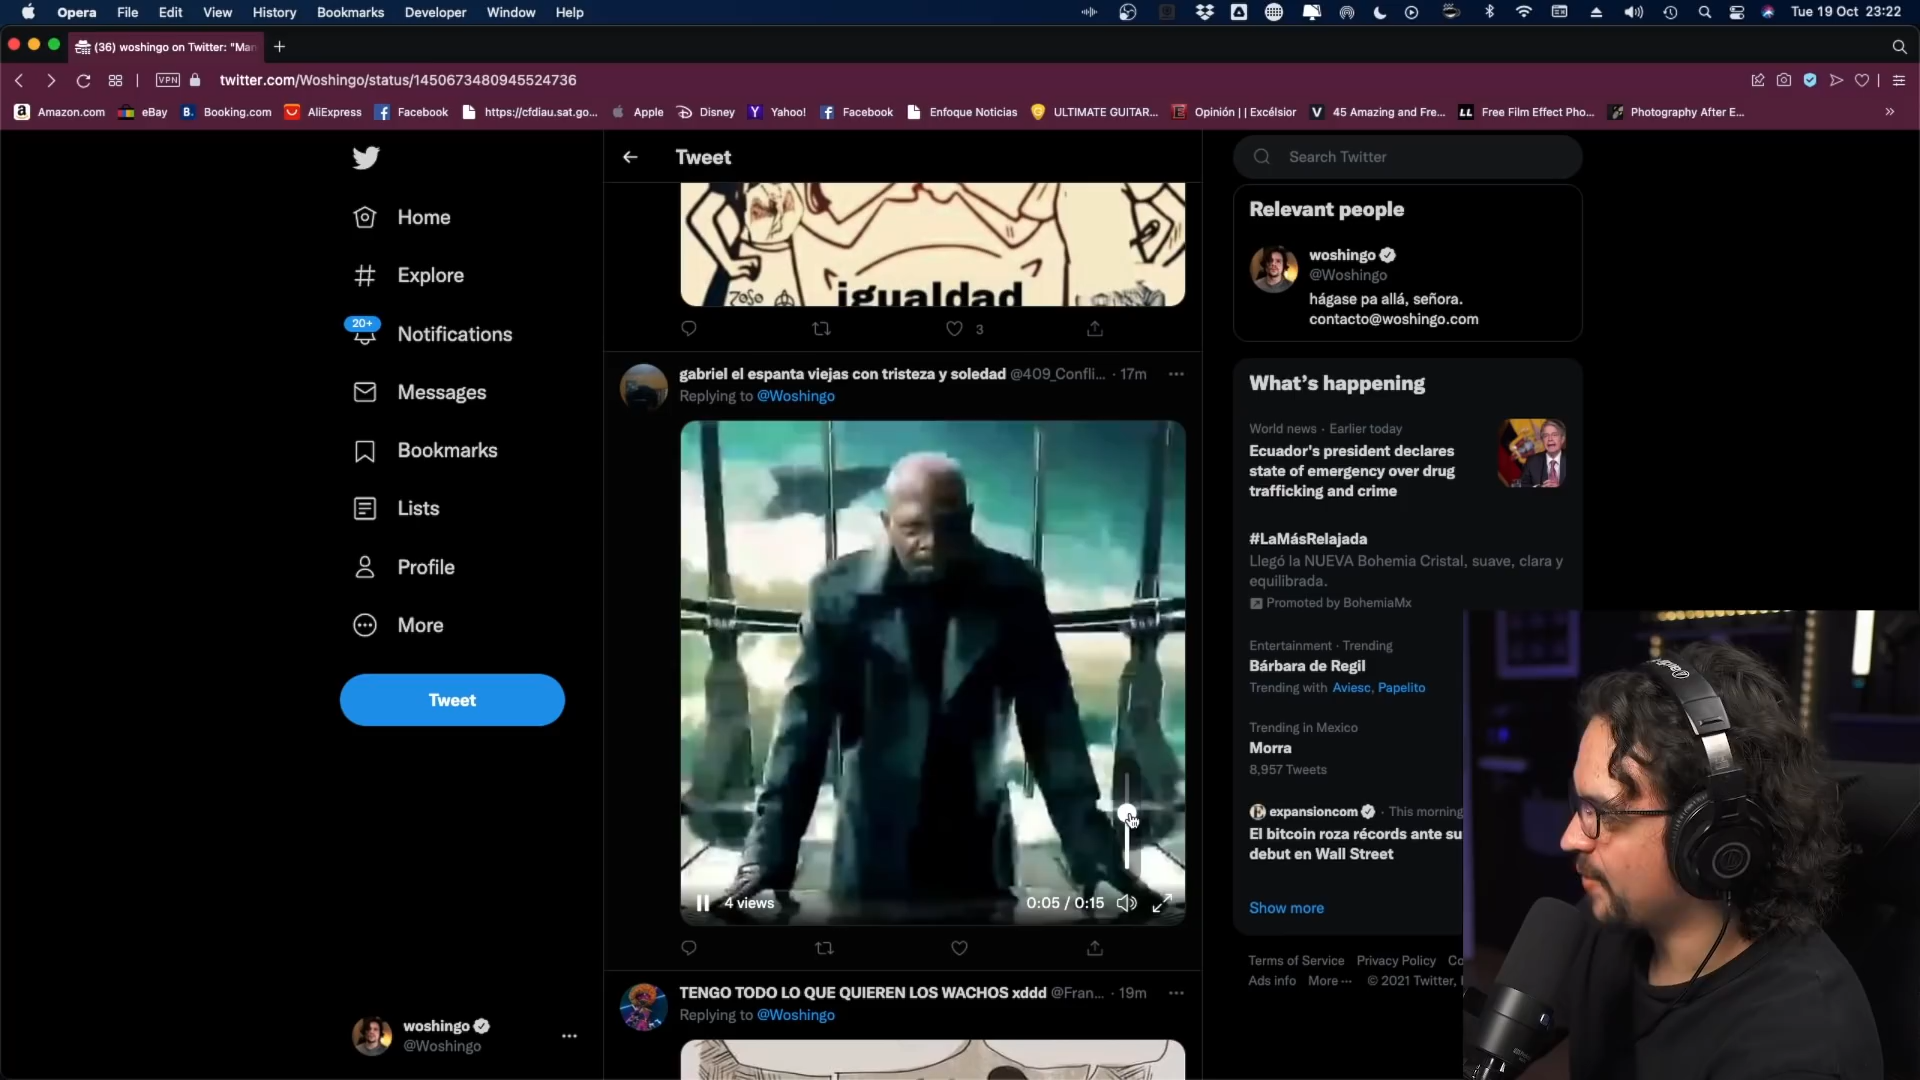 Opera File Edit View History Bookmarks Developer Window Help
Tue 19 Oct 23:22
(36) woshingo on Twitter: "Man
VPN twitter.com/Woshingo/status/1450673480945524736
Amazon.com eBay Booking.com AliExpress Facebook https://cfdiau.sat.go... Apple Disney Yahoo! Facebook Enfoque Noticias ULTIMATE GUITAR... Opinión | | Excélsior 45 Amazing and Fre... Free Film Effect Pho... Photography After E...
Home
Explore
20+
Notifications
Messages
Bookmarks
Lists
Profile
More
Tweet
woshingo
@Woshingo
Tweet
igualdad
3
gabriel el espanta viejas con tristeza y soledad @409_Confli... · 17m
Replying to @Woshingo
4 views
0:05 / 0:15
TENGO TODO LO QUE QUIEREN LOS WACHOS xddd @Fran... · 19m
Replying to @Woshingo
Search Twitter
Relevant people
woshingo
@Woshingo
hágase pa allá, señora.
contacto@woshingo.com
What's happening
World news · Earlier today
Ecuador's president declares
state of emergency over drug
trafficking and crime
#LaMásRelajada
Llegó la NUEVA Bohemia Cristal, suave, clara y
equilibrada.
Promoted by BohemiaMx
Entertainment · Trending
Bárbara de Regil
Trending with Aviesc, Papelito
Trending in Mexico
Morra
8,957 Tweets
expansioncom · This morning
El bitcoin roza récords ante su
debut en Wall Street
Show more
Terms of Service Privacy Policy Co
Ads info More ··· © 2021 Twitter,